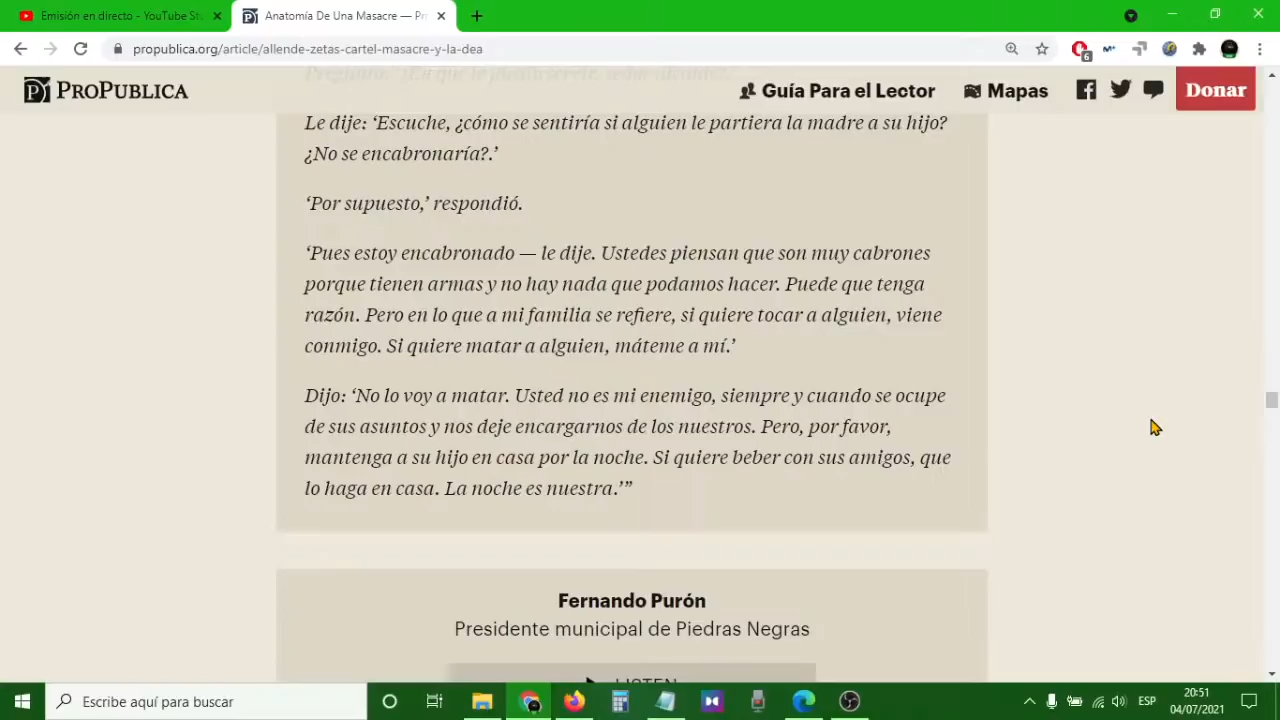 Emisión en directo - YouTube Stu
Anatomía De Una Masacre — Pr
propublica.org/article/allende-zetas-cartel-masacre-y-la-dea
6
PROPUBLICA
Guía Para el Lector
Mapas
Donar
Le dije: ‘Escuche, ¿cómo se sentiría si alguien le partiera la madre a su hijo?
¿No se encabronaría?.’
‘Por supuesto,’ respondió.
‘Pues estoy encabronado — le dije. Ustedes piensan que son muy cabrones
porque tienen armas y no hay nada que podamos hacer. Puede que tenga
razón. Pero en lo que a mi familia se refiere, si quiere tocar a alguien, viene
conmigo. Si quiere matar a alguien, máteme a mí.’
Dijo: ‘No lo voy a matar. Usted no es mi enemigo, siempre y cuando se ocupe
de sus asuntos y nos deje encargarnos de los nuestros. Pero, por favor,
mantenga a su hijo en casa por la noche. Si quiere beber con sus amigos, que
lo haga en casa. La noche es nuestra.’”
Fernando Purón
Presidente municipal de Piedras Negras
LISTEN
Escribe aquí para buscar
ESP
20:51
04/07/2021